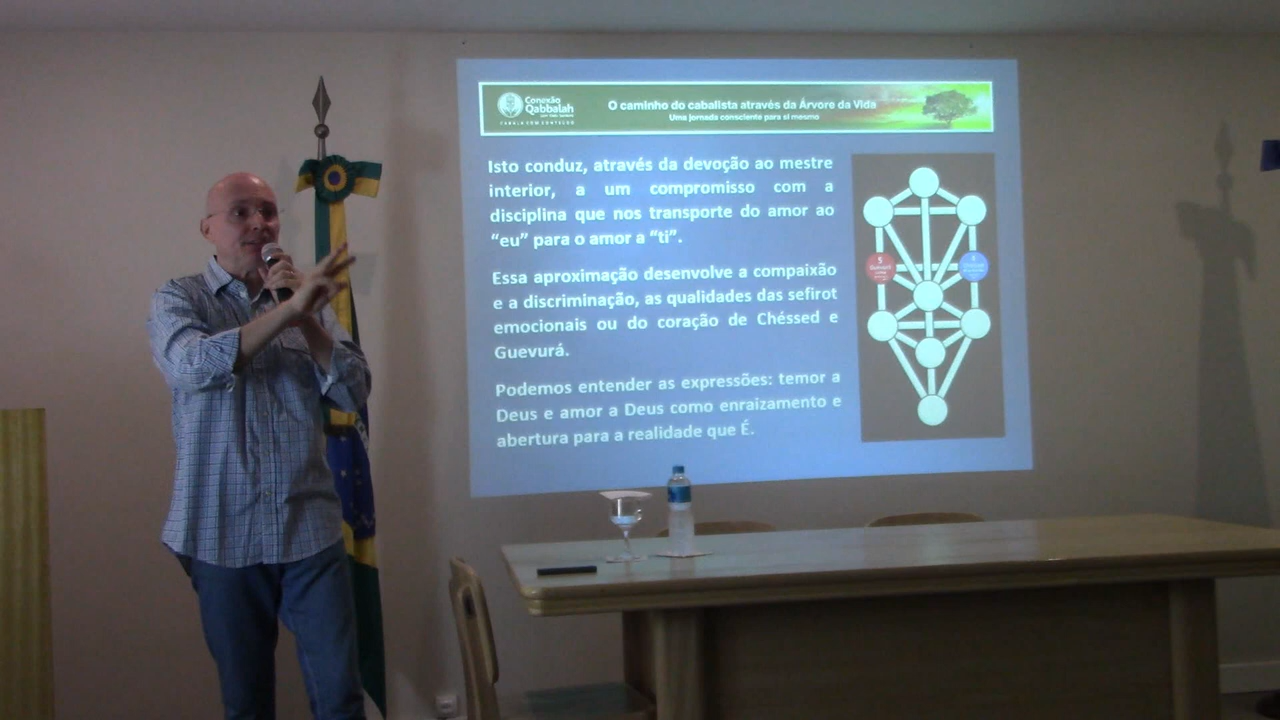 Conexão
Qabbalah
O caminho do cabalista através da Árvore da Vida
Uma jornada consciente para si mesmo
Isto conduz, através da devoção ao mestre
interior, a um compromisso com a
disciplina que nos transporte do amor ao
“eu” para o amor a “ti”.
Essa aproximação desenvolve a compaixão
e a discriminação, as qualidades das sefirot
emocionais ou do coração de Chéssed e
Guevurá.
Podemos entender as expressões: temor a
Deus e amor a Deus como enraizamento e
abertura para a realidade que É.
5